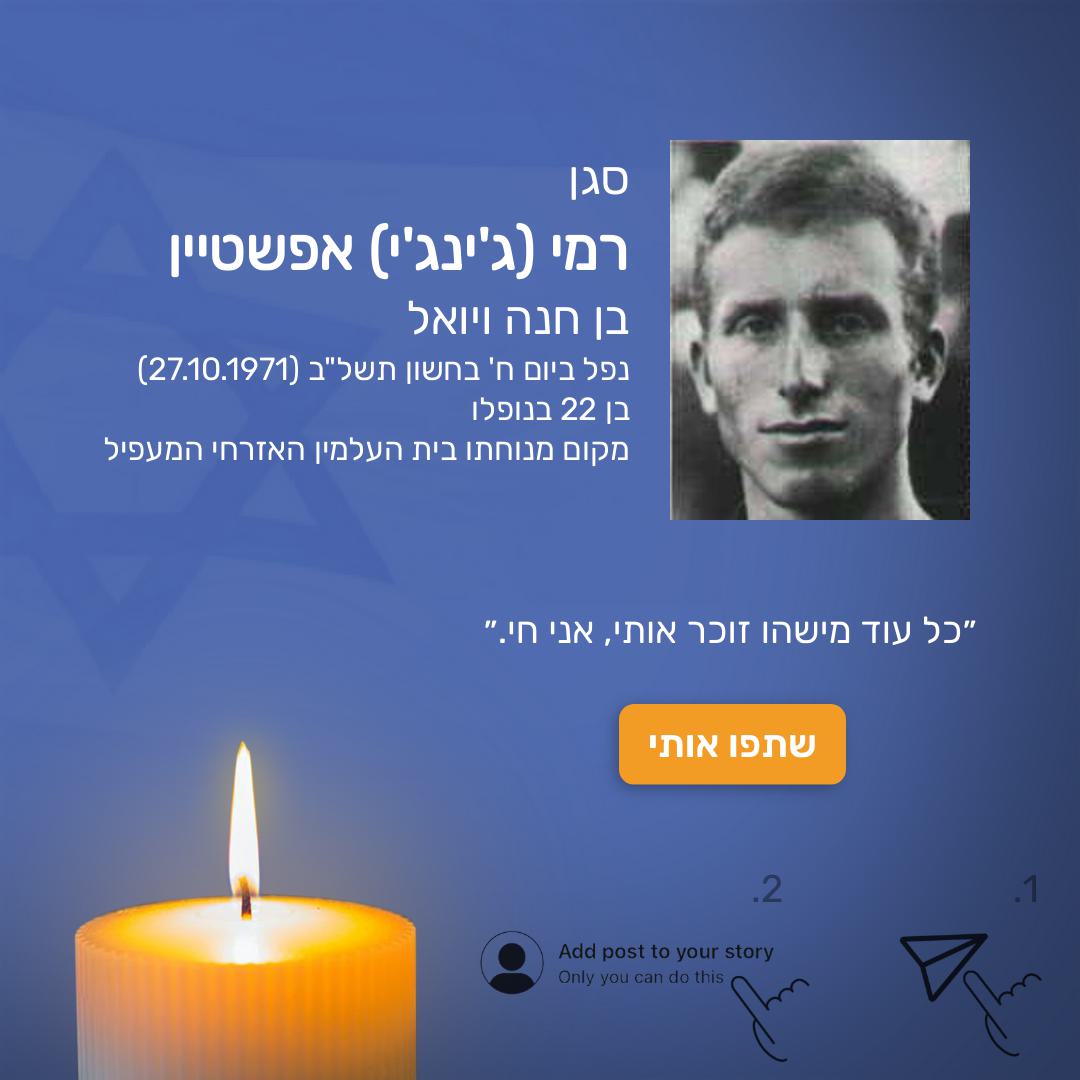 סגן
רמי (ג'ינג'י) אפשטיין
בן חנה ויואל
נפל ביום ח' בחשון תשל"ב (27.10.1971)
בן 22 בנופלו
מקום מנוחתו בית העלמין האזרחי המעפיל
״כל עוד מישהו זוכר אותי, אני חי.״
שתפו אותי
.1
.2
Add post to your story
Only you can do this